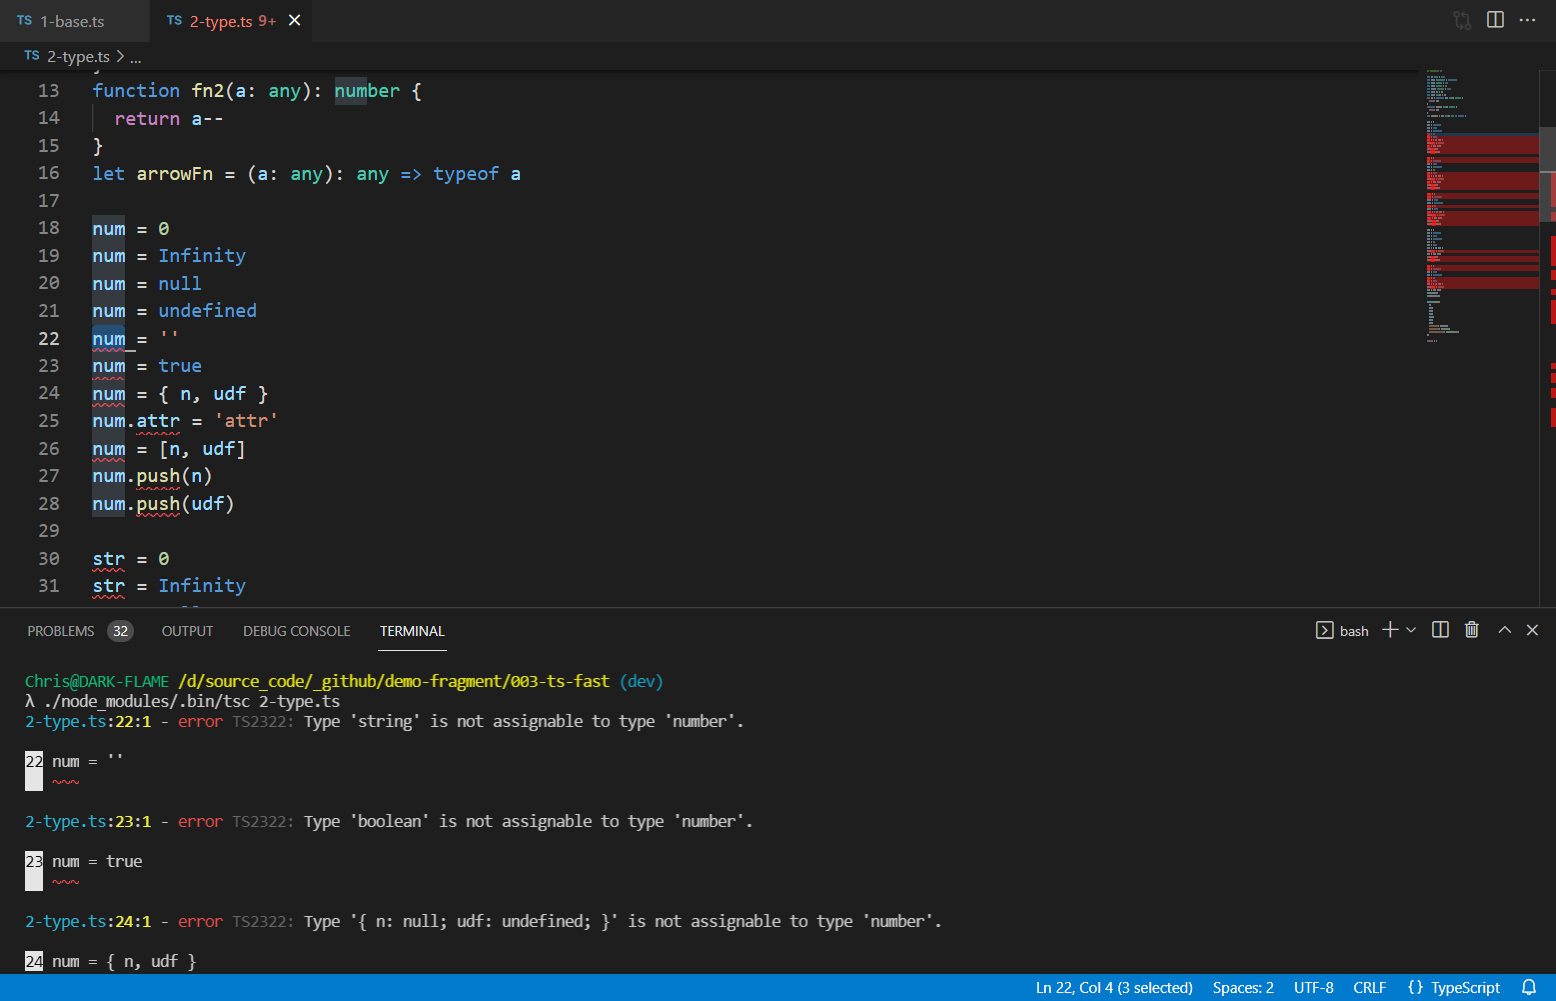 TS 1-base.ts TS 2-type.ts 9+
TS 2-type.ts > ...
13 function fn2(a: any): number {
14 return a--
15 }
16 let arrowFn = (a: any): any => typeof a
17
18 num = 0
19 num = Infinity
20 num = null
21 num = undefined
22 num = ''
23 num = true
24 num = { n, udf }
25 num.attr = 'attr'
26 num = [n, udf]
27 num.push(n)
28 num.push(udf)
29
30 str = 0
31 str = Infinity
PROBLEMS 32 OUTPUT DEBUG CONSOLE TERMINAL bash
Chris@DARK-FLAME /d/source_code/_github/demo-fragment/003-ts-fast (dev)
λ ./node_modules/.bin/tsc 2-type.ts
2-type.ts:22:1 - error TS2322: Type 'string' is not assignable to type 'number'.
22 num = ''
~~~
2-type.ts:23:1 - error TS2322: Type 'boolean' is not assignable to type 'number'.
23 num = true
~~~
2-type.ts:24:1 - error TS2322: Type '{ n: null; udf: undefined; }' is not assignable to type 'number'.
24 num = { n, udf }
Ln 22, Col 4 (3 selected) Spaces: 2 UTF-8 CRLF {} TypeScript